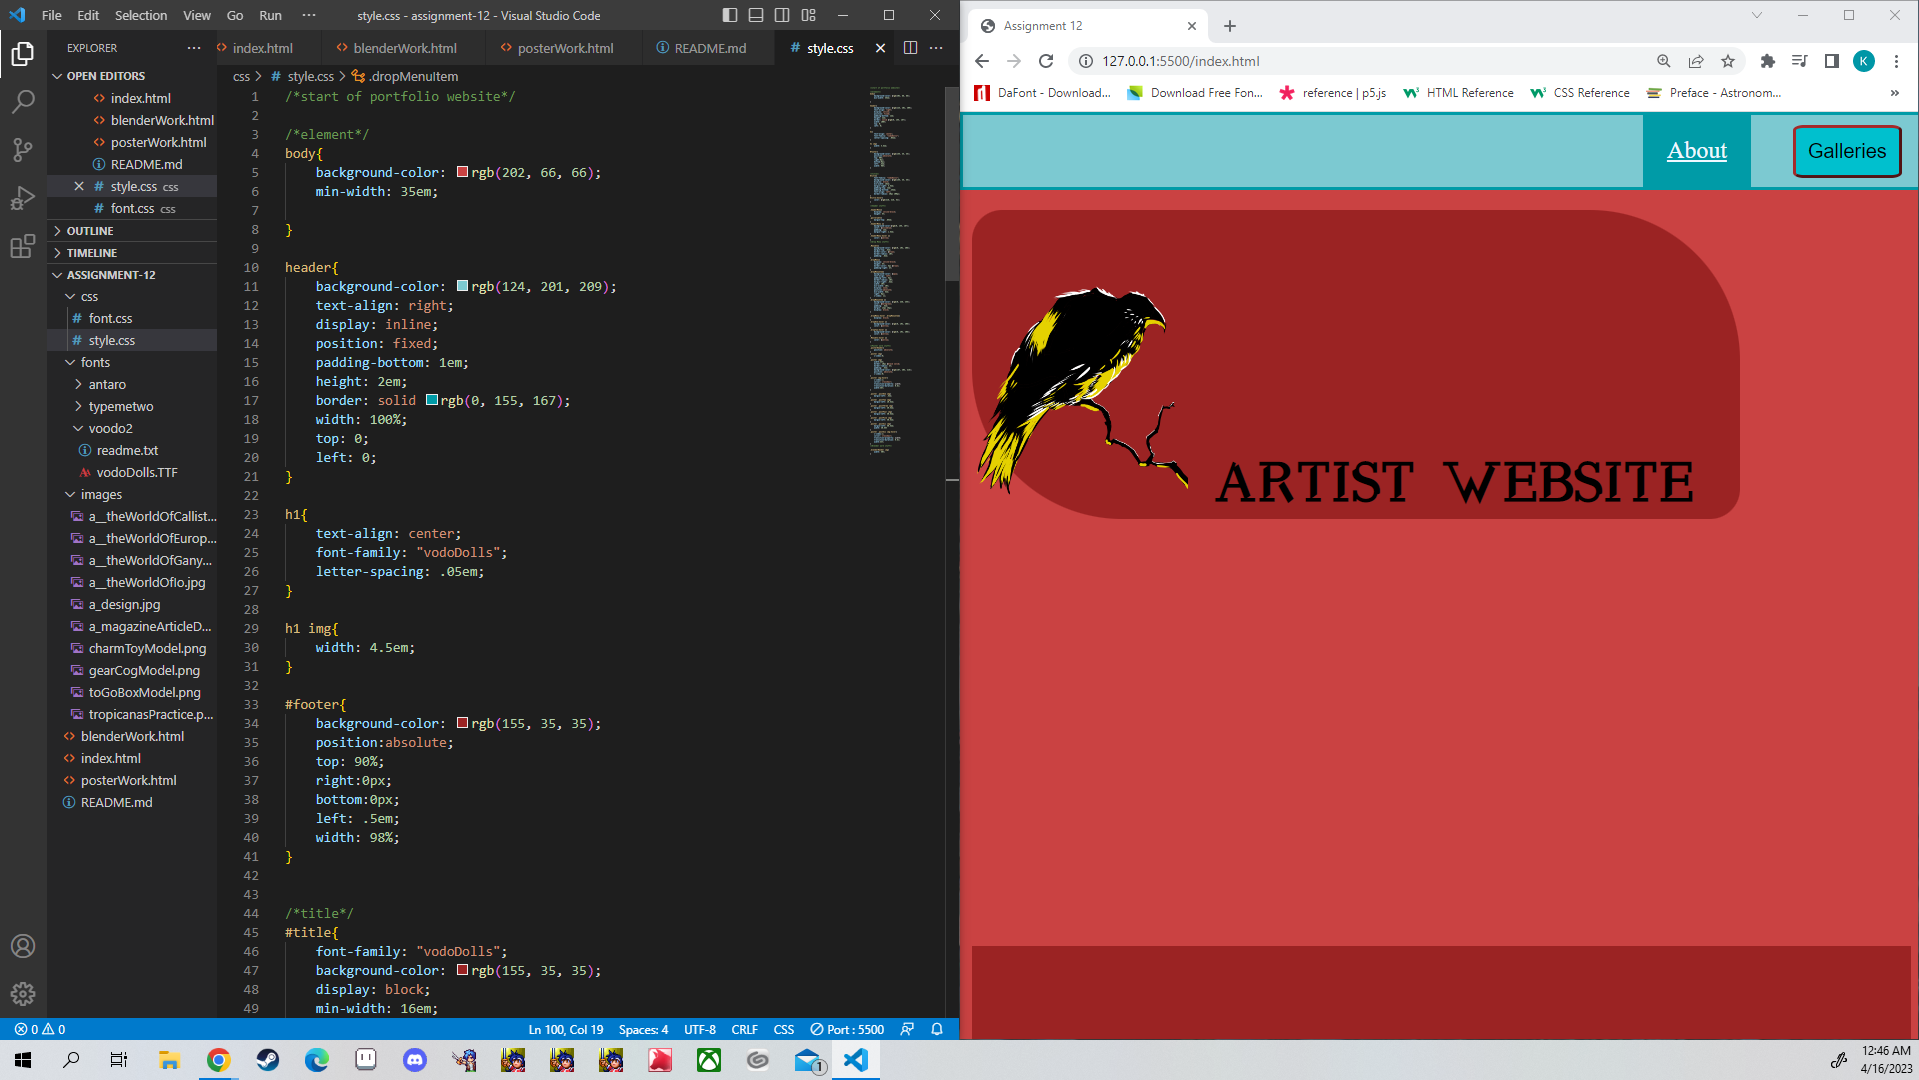 File Edit Selection View Go Run ··· style.css - assignment-12 - Visual Studio Code
EXPLORER ···
index.html blenderWork.html posterWork.html README.md style.css
css > # style.css > .dropMenuItem
OPEN EDITORS
index.html
blenderWork.html
posterWork.html
README.md
style.css css
font.css css
OUTLINE
TIMELINE
ASSIGNMENT-12
css
font.css
style.css
fonts
antaro
typemetwo
voodo2
readme.txt
vodoDolls.TTF
images
a__theWorldOfCallist...
a__theWorldOfEurop...
a__theWorldOfGany...
a__theWorldOfIo.jpg
a_design.jpg
a_magazineArticleD...
charmToyModel.png
gearCogModel.png
toGoBoxModel.png
tropicanasPractice.p...
blenderWork.html
index.html
posterWork.html
README.md
1 /*start of portfolio website*/
2
3 /*element*/
4 body{
5 background-color: rgb(202, 66, 66);
6 min-width: 35em;
7
8 }
9
10 header{
11 background-color: rgb(124, 201, 209);
12 text-align: right;
13 display: inline;
14 position: fixed;
15 padding-bottom: 1em;
16 height: 2em;
17 border: solid rgb(0, 155, 167);
18 width: 100%;
19 top: 0;
20 left: 0;
21 }
22
23 h1{
24 text-align: center;
25 font-family: "vodoDolls";
26 letter-spacing: .05em;
27 }
28
29 h1 img{
30 width: 4.5em;
31 }
32
33 #footer{
34 background-color: rgb(155, 35, 35);
35 position:absolute;
36 top: 90%;
37 right:0px;
38 bottom:0px;
39 left: .5em;
40 width: 98%;
41 }
42
43
44 /*title*/
45 #title{
46 font-family: "vodoDolls";
47 background-color: rgb(155, 35, 35);
48 display: block;
49 min-width: 16em;
0 0 Ln 100, Col 19 Spaces: 4 UTF-8 CRLF CSS Port : 5500
Assignment 12
127.0.0.1:5500/index.html
K
DaFont - Download... Download Free Fon... reference | p5.js HTML Reference CSS Reference Preface - Astronom... »
About Galleries
ARTIST WEBSITE
1
12:46 AM
4/16/2023